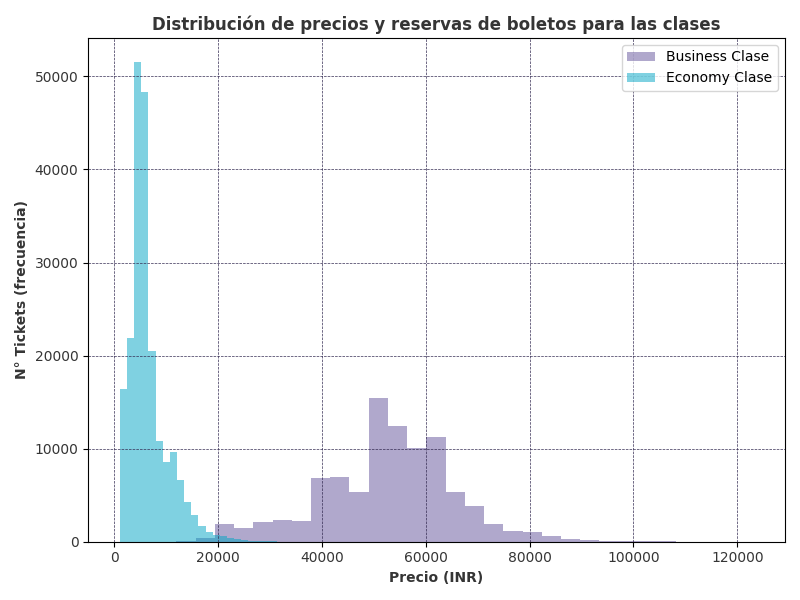 Distribución de precios y reservas de boletos para las clases
Business Clase
Economy Clase
50000
40000
30000
20000
10000
0
N° Tickets (frecuencia)
0 20000 40000 60000 80000 100000 120000
Precio (INR)